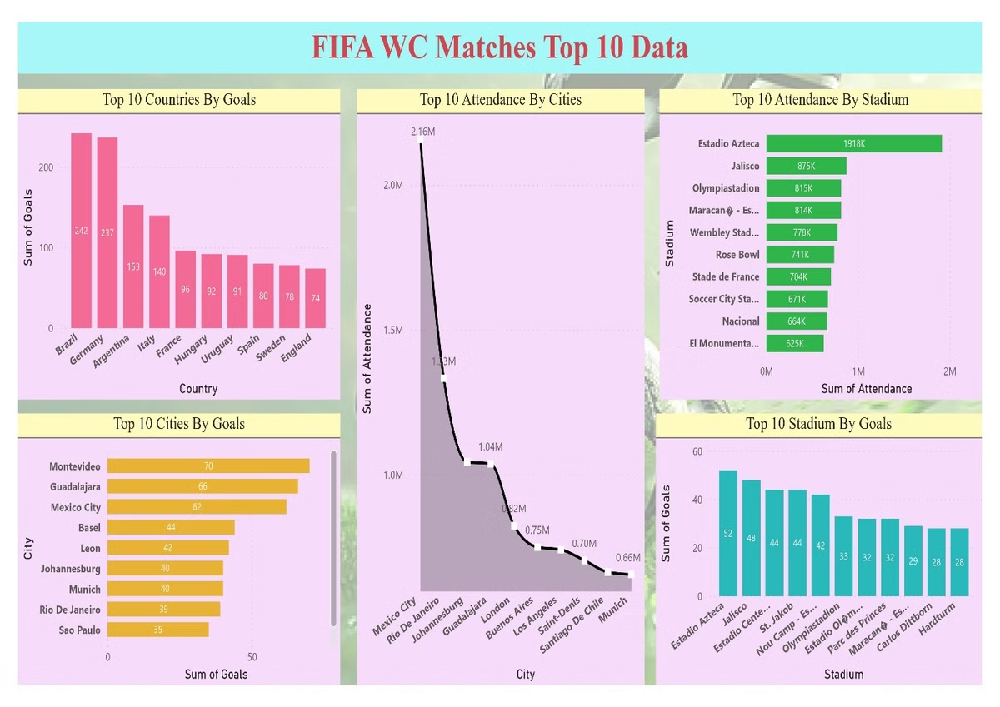 FIFA WC Matches Top 10 Data
Top 10 Countries By Goals
Sum of Goals
200
100
0
242
237
153
140
96
92
91
80
78
74
Brazil
Germany
Argentina
Italy
France
Hungary
Uruguay
Spain
Sweden
England
Country
Top 10 Attendance By Cities
Sum of Attendance
2.0M
1.5M
1.0M
2.16M
1.33M
1.04M
0.82M
0.75M
0.70M
0.66M
Mexico City
Rio De Janeiro
Johannesburg
Guadalajara
London
Buenos Aires
Los Angeles
Saint-Denis
Santiago De Chile
Munich
City
Top 10 Attendance By Stadium
Stadium
Estadio Azteca 1918K
Jalisco 875K
Olympiastadion 815K
Maracan� - Es... 814K
Wembley Stad... 778K
Rose Bowl 741K
Stade de France 704K
Soccer City Sta... 671K
Nacional 664K
El Monumenta... 625K
0M 1M 2M
Sum of Attendance
Top 10 Cities By Goals
City
Montevideo 70
Guadalajara 66
Mexico City 62
Basel 44
Leon 42
Johannesburg 40
Munich 40
Rio De Janeiro 39
Sao Paulo 35
0 50
Sum of Goals
Top 10 Stadium By Goals
Sum of Goals
60
40
20
0
52
48
44
44
42
33
32
32
29
28
28
Estadio Azteca
Jalisco
Estadio Cente...
St. Jakob
Nou Camp - Es...
Olympiastadion
Estadio Ol�m...
Parc des Princes
Maracan� - Es...
Carlos Dittborn
Hardturm
Stadium